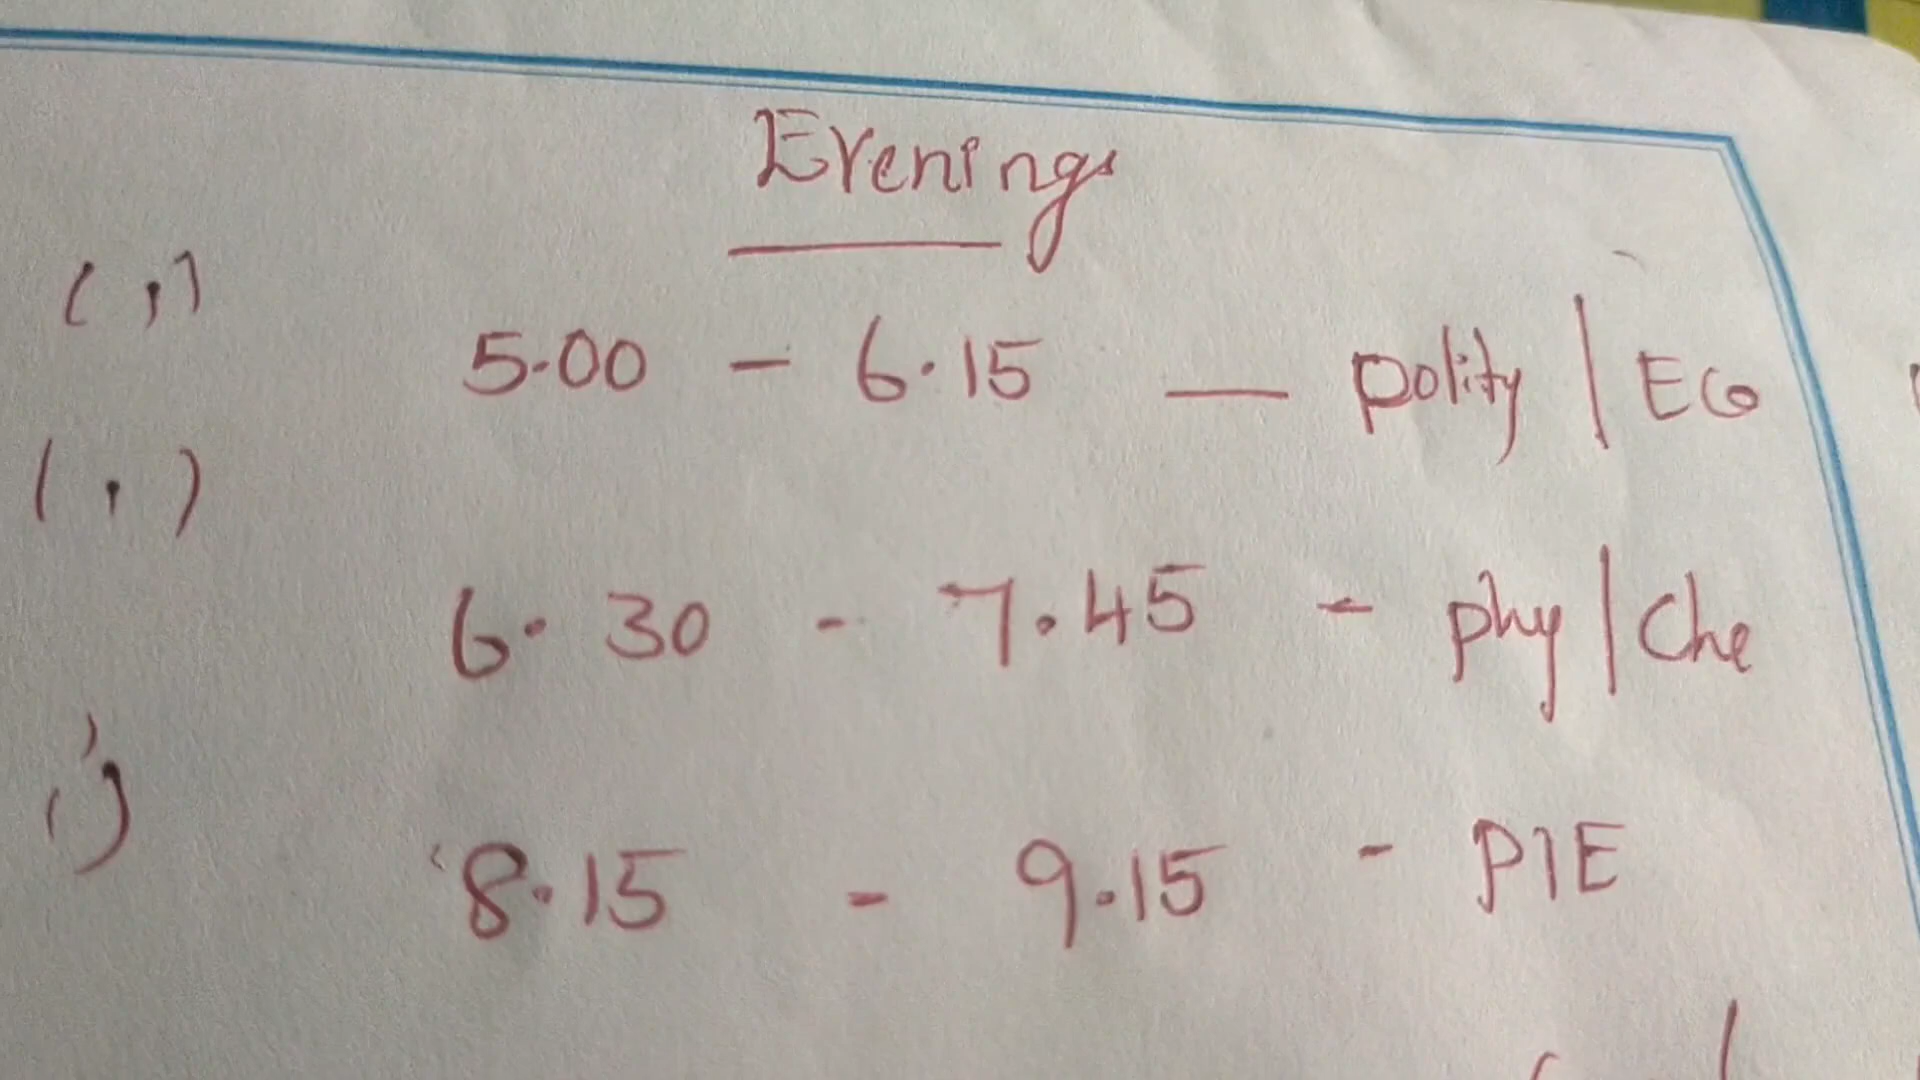 Evenings
5.00 - 6.15 — polity | Eco
6.30 - 7.45 - phy | Che
8.15 - 9.15 - PIE